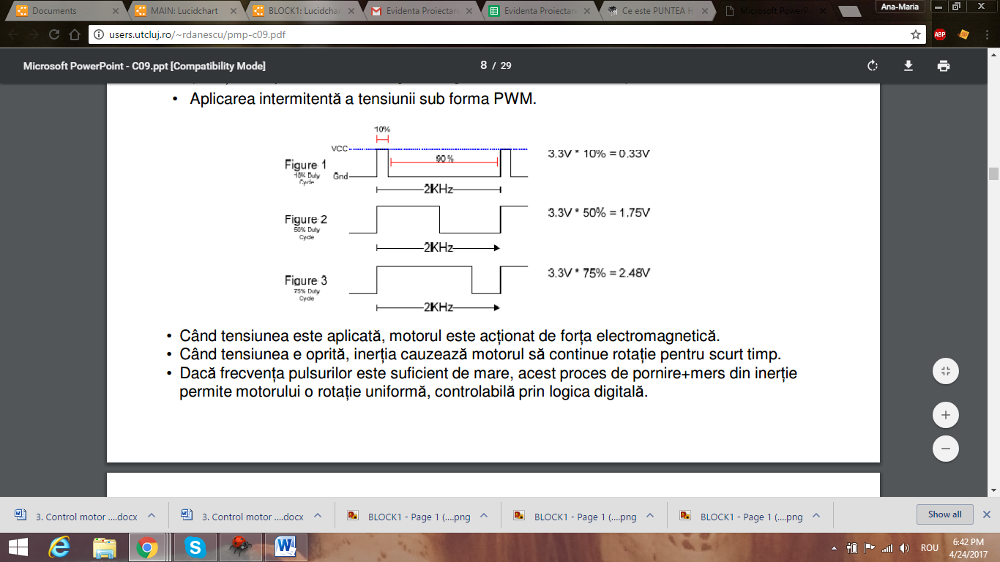 Documents
MAIN: Lucidchart
BLOCK1: Lucidchar
Evidenta Proiectare
Evidenta Proiectare
Ce este PUNTEA H
Microsoft PowerP
Ana-Maria
users.utcluj.ro/~rdanescu/pmp-c09.pdf
ABP
Microsoft PowerPoint - C09.ppt [Compatibility Mode]
8 / 29
• Aplicarea intermitentă a tensiunii sub forma PWM.
10%
VCC
90 %
3.3V * 10% = 0.33V
Figure 1
10% Duty
Cycle
Gnd
2KHz
Figure 2
50% Duty
Cycle
3.3V * 50% = 1.75V
2KHz
Figure 3
75% Duty
Cycle
3.3V * 75% = 2.48V
2KHz
• Când tensiunea este aplicată, motorul este acționat de forța electromagnetică.
• Când tensiunea e oprită, inerția cauzează motorul să continue rotație pentru scurt timp.
• Dacă frecvența pulsurilor este suficient de mare, acest proces de pornire+mers din inerție
permite motorului o rotație uniformă, controlabilă prin logica digitală.
3. Control motor ....docx
3. Control motor ....docx
BLOCK1 - Page 1 (....png
BLOCK1 - Page 1 (....png
BLOCK1 - Page 1 (....png
Show all
ROU
6:42 PM
4/24/2017